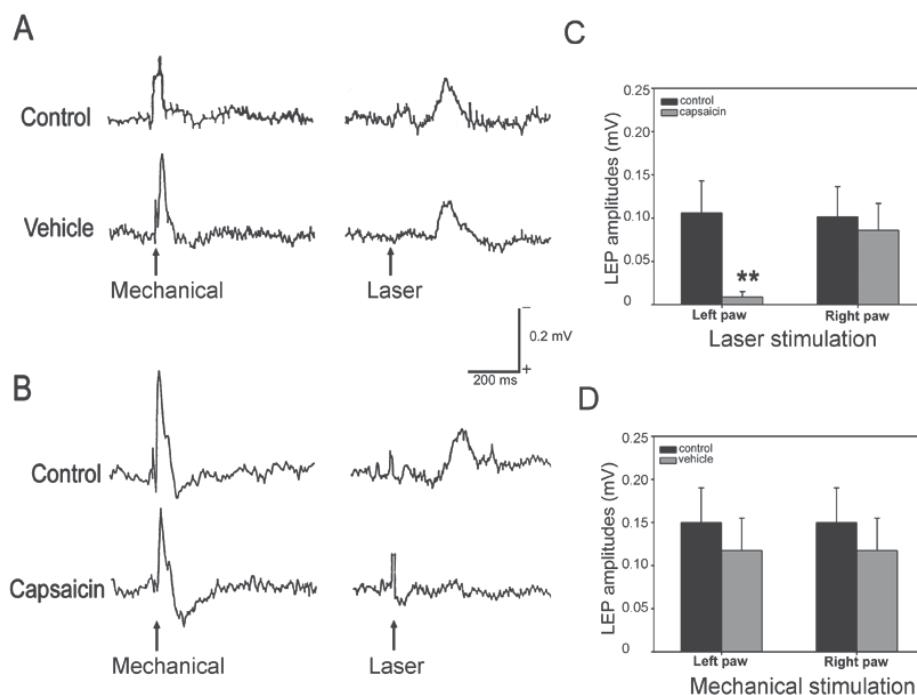 A
Control
Vehicle
Mechanical
Laser
−
0.2 mV
+
200 ms
B
Control
Capsaicin
Mechanical
Laser
C
LEP amplitudes (mV)
0.25
0.20
0.15
0.10
0.05
0
control
capsaicin
**
Left paw
Right paw
Laser stimulation
D
LEP amplitudes (mV)
0.25
0.20
0.15
0.10
0.05
0
control
vehicle
Left paw
Right paw
Mechanical stimulation